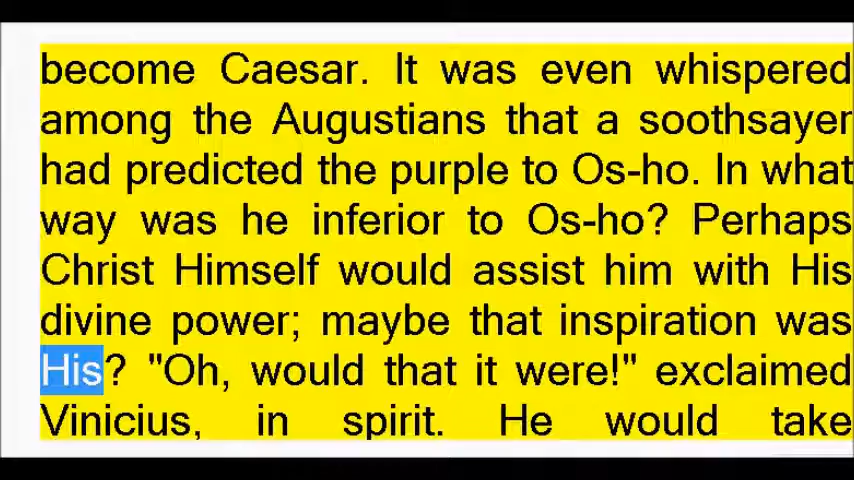 become Caesar. It was even whispered
among the Augustians that a soothsayer
had predicted the purple to Os-ho. In what
way was he inferior to Os-ho? Perhaps
Christ Himself would assist him with His
divine power; maybe that inspiration was
His? "Oh, would that it were!" exclaimed
Vinicius, in spirit. He would take